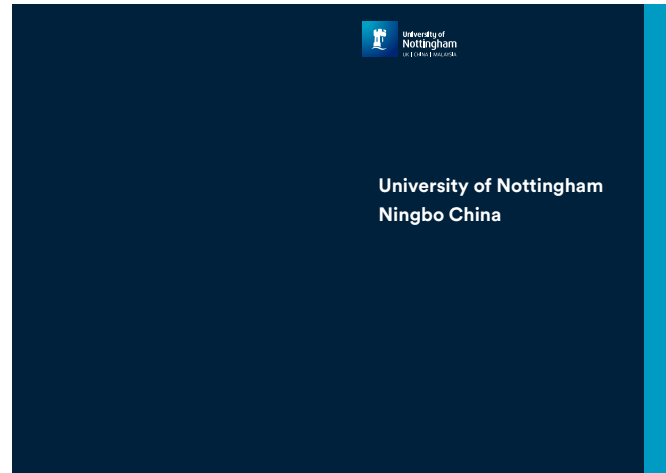 University of
Nottingham
UK | CHINA | MALAYSIA
University of Nottingham
Ningbo China